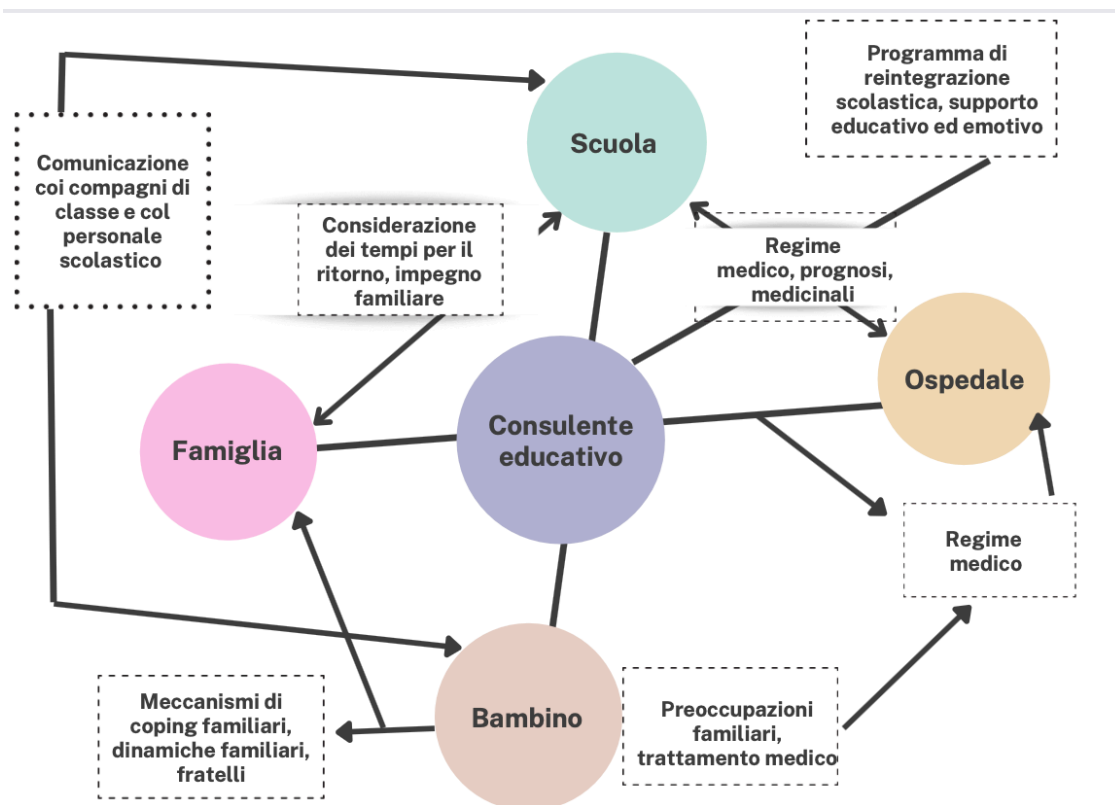 Programma di
reintegrazione
scolastica, supporto
educativo ed emotivo
Scuola
Comunicazione
coi compagni di
classe e col
personale
scolastico
Considerazione
dei tempi per il
ritorno, impegno
familiare
Regime
medico, prognosi,
medicinali
Ospedale
Consulente
educativo
Famiglia
Regime
medico
Meccanismi di
coping familiari,
dinamiche familiari,
fratelli
Bambino
Preoccupazioni
familiari,
trattamento medico